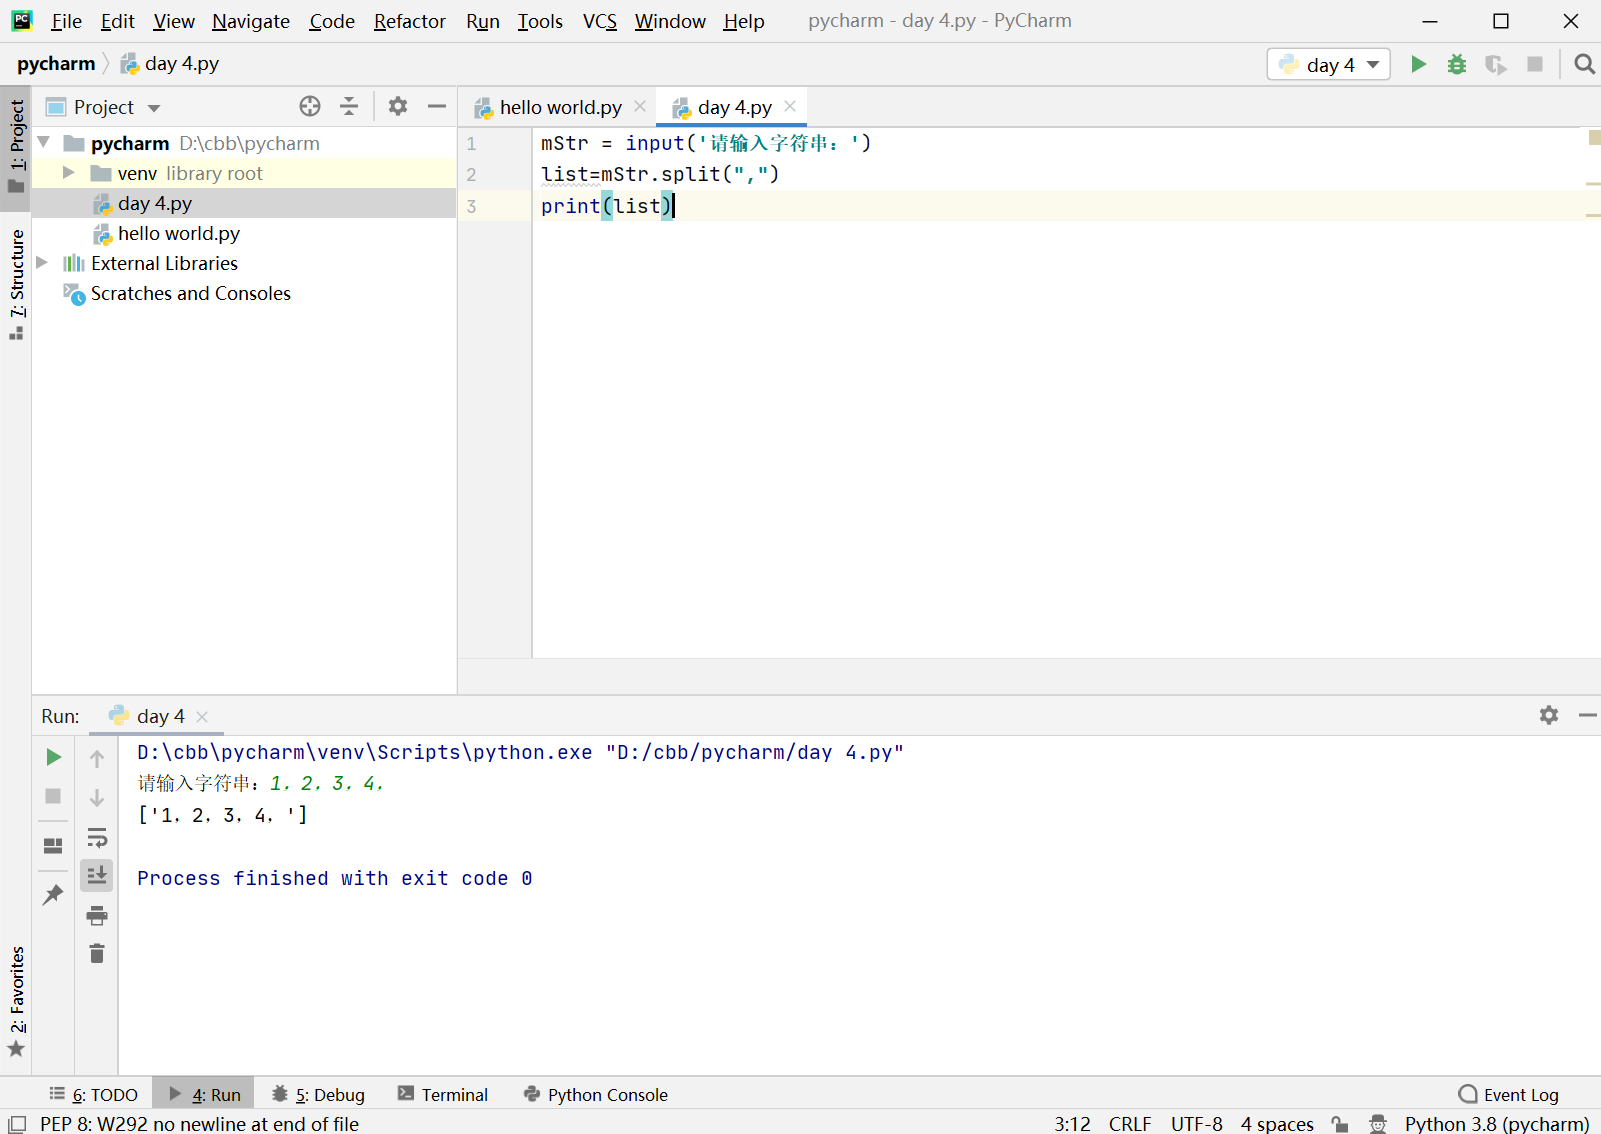 File Edit View Navigate Code Refactor Run Tools VCS Window Help pycharm - day 4.py - PyCharm
pycharm day 4.py
day 4
1: Project
7: Structure
2: Favorites
Project
pycharm D:\cbb\pycharm
venv library root
day 4.py
hello world.py
External Libraries
Scratches and Consoles
hello world.py day 4.py
1 mStr = input('请输入字符串：')
2 list=mStr.split(",")
3 print(list)
Run: day 4
D:\cbb\pycharm\venv\Scripts\python.exe "D:/cbb/pycharm/day 4.py"
请输入字符串：1，2，3，4，
['1，2，3，4，']
Process finished with exit code 0
6: TODO 4: Run 5: Debug Terminal Python Console Event Log
PEP 8: W292 no newline at end of file 3:12 CRLF UTF-8 4 spaces Python 3.8 (pycharm)